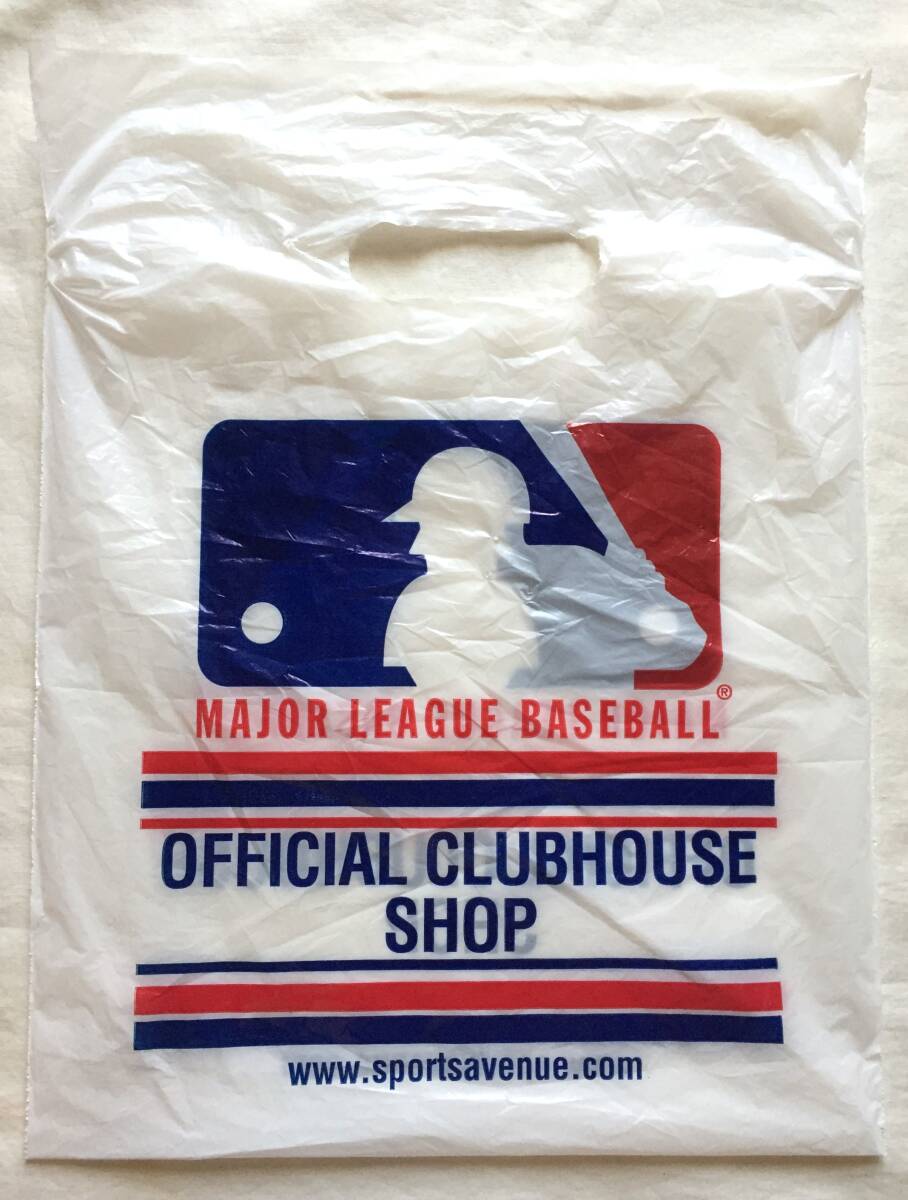 MAJOR LEAGUE BASEBALL®
OFFICIAL CLUBHOUSE
SHOP
www.sportsavenue.com